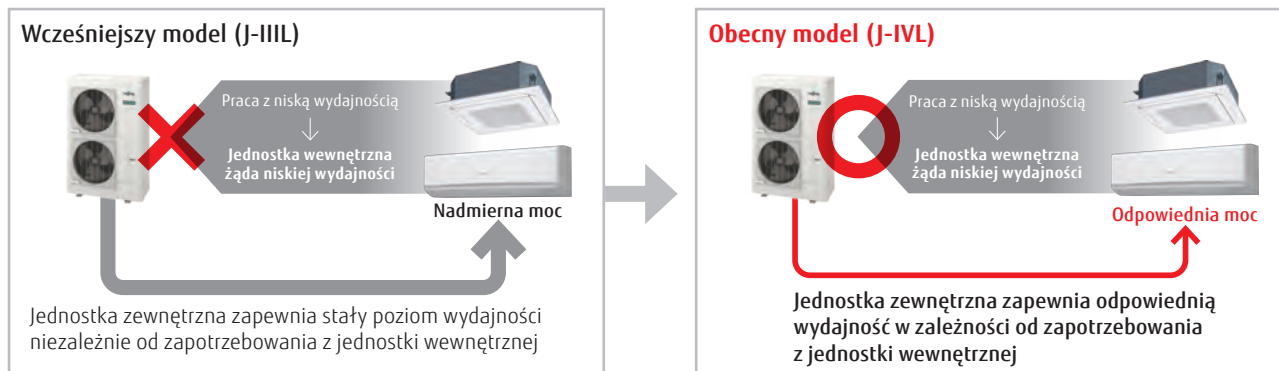 Wcześniejszy model (J-IIIL)
Praca z niską wydajnością
Jednostka wewnętrzna
żąda niskiej wydajności
Nadmierna moc
Jednostka zewnętrzna zapewnia stały poziom wydajności
niezależnie od zapotrzebowania z jednostki wewnętrznej
Obecny model (J-IVL)
Praca z niską wydajnością
Jednostka wewnętrzna
żąda niskiej wydajności
Odpowiednia moc
Jednostka zewnętrzna zapewnia odpowiednią
wydajność w zależności od zapotrzebowania
z jednostki wewnętrznej